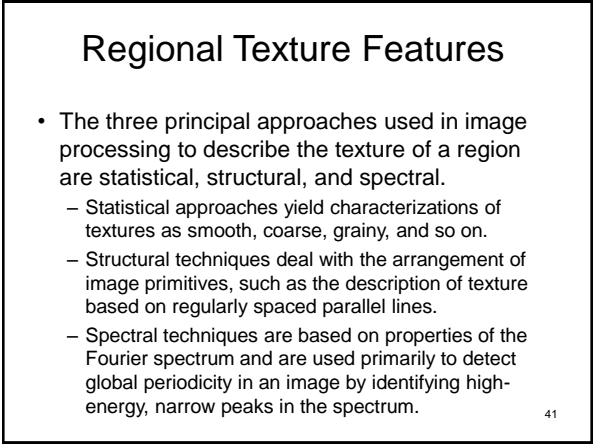 Regional Texture Features
• The three principal approaches used in image
processing to describe the texture of a region
are statistical, structural, and spectral.
– Statistical approaches yield characterizations of
textures as smooth, coarse, grainy, and so on.
– Structural techniques deal with the arrangement of
image primitives, such as the description of texture
based on regularly spaced parallel lines.
– Spectral techniques are based on properties of the
Fourier spectrum and are used primarily to detect
global periodicity in an image by identifying high-
energy, narrow peaks in the spectrum.
41